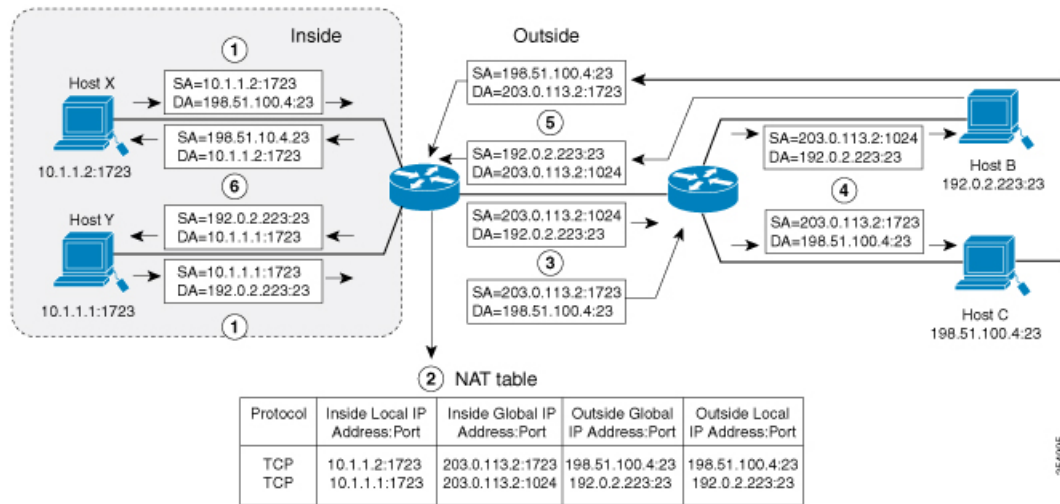 Inside
Outside
1
Host X
SA=10.1.1.2:1723
DA=198.51.100.4:23
SA=198.51.10.4.23
DA=10.1.1.2:1723
10.1.1.2:1723
6
Host Y
SA=192.0.2.223:23
DA=10.1.1.1:1723
SA=10.1.1.1:1723
DA=192.0.2.223:23
10.1.1.1:1723
1
SA=198.51.100.4:23
DA=203.0.113.2:1723
5
SA=192.0.2.223:23
DA=203.0.113.2:1024
SA=203.0.113.2:1024
DA=192.0.2.223:23
3
SA=203.0.113.2:1723
DA=198.51.100.4:23
SA=203.0.113.2:1024
DA=192.0.2.223:23
4
SA=203.0.113.2:1723
DA=198.51.100.4:23
Host B
192.0.2.223:23
Host C
198.51.100.4:23
2 NAT table
Protocol Inside Local IP Address:Port Inside Global IP Address:Port Outside Global IP Address:Port Outside Local IP Address:Port
TCP 10.1.1.2:1723 203.0.113.2:1723 198.51.100.4:23 198.51.100.4:23
TCP 10.1.1.1:1723 203.0.113.2:1024 192.0.2.223:23 192.0.2.223:23